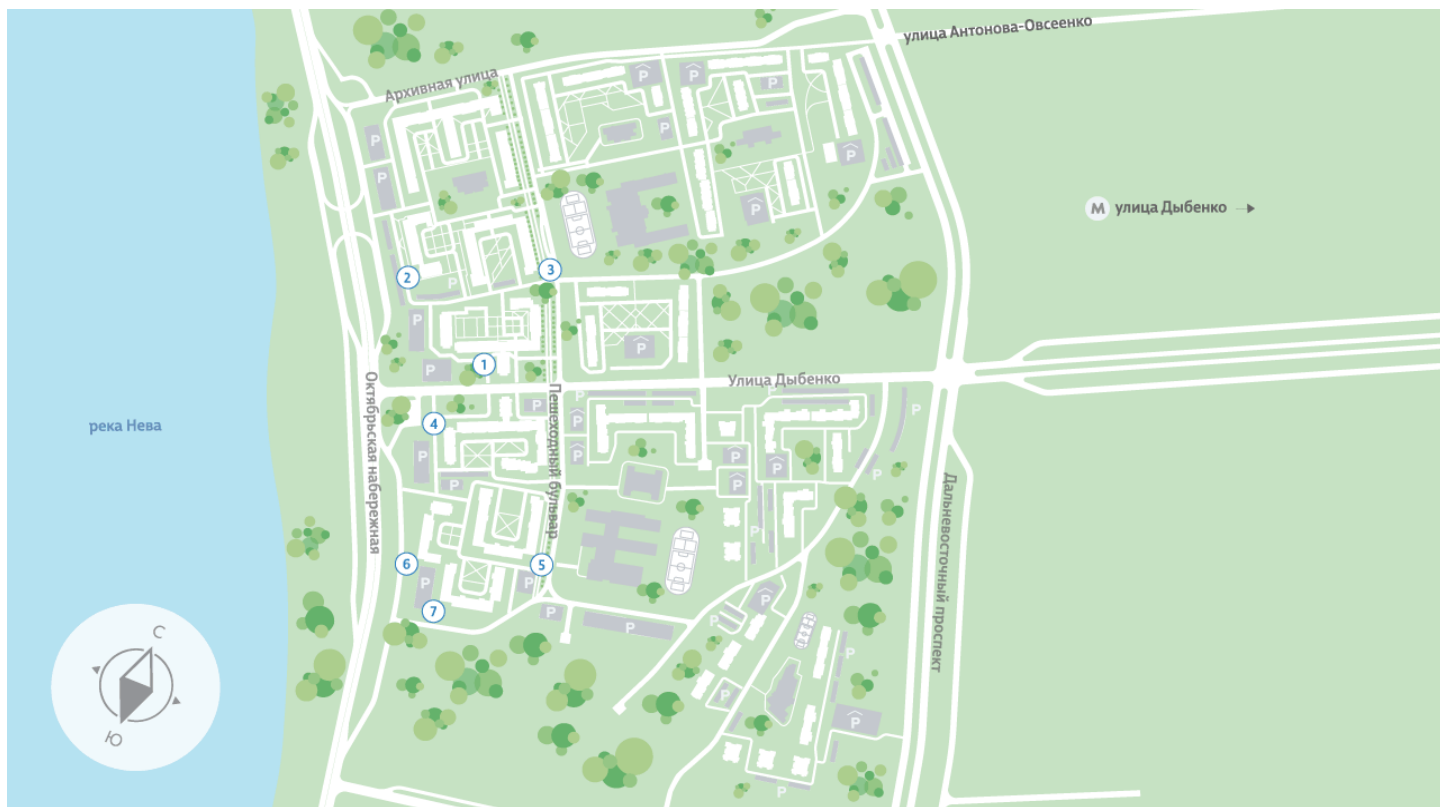 улица Антонова-Овсеенко
Архивная улица
P
P
P
P
P
P
P
P
P
М улица Дыбенко
2
3
P
P
P
1
P
Улица Дыбенко
P
Октябрьская набережная
Пешеходный бульвар
река Нева
4
P
P
P
P
P
P
P
P
P
P
P
P
Дальневосточный проспект
6
5
P
P
P
7
P
P
P
P
P
P
P
P
P
С
Ю